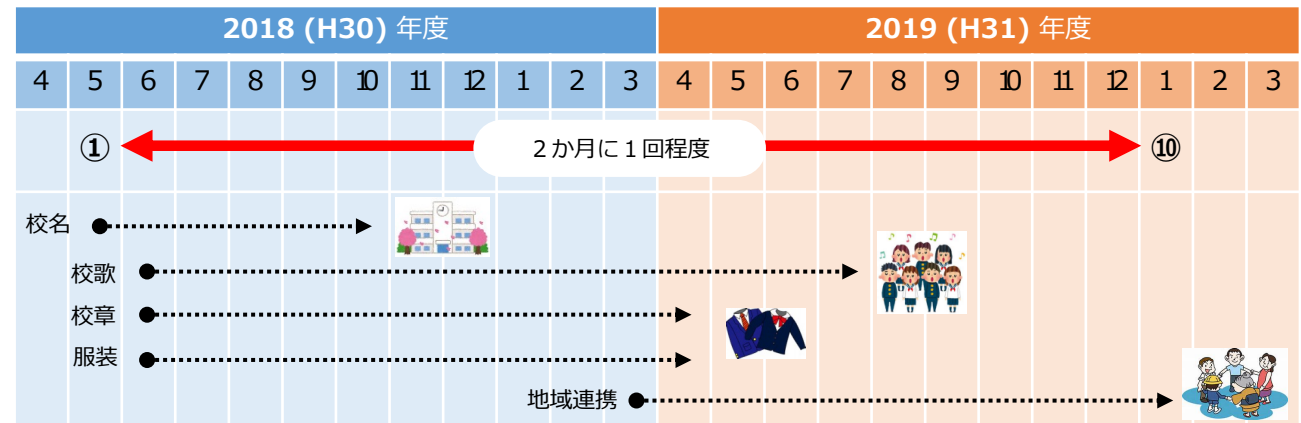 2018 (H30) 年度 2019 (H31) 年度
4 5 6 7 8 9 10 11 12 1 2 3 4 5 6 7 8 9 10 11 12 1 2 3
① 2か月に1回程度 ⑩
校名
校歌
校章
服装
地域連携